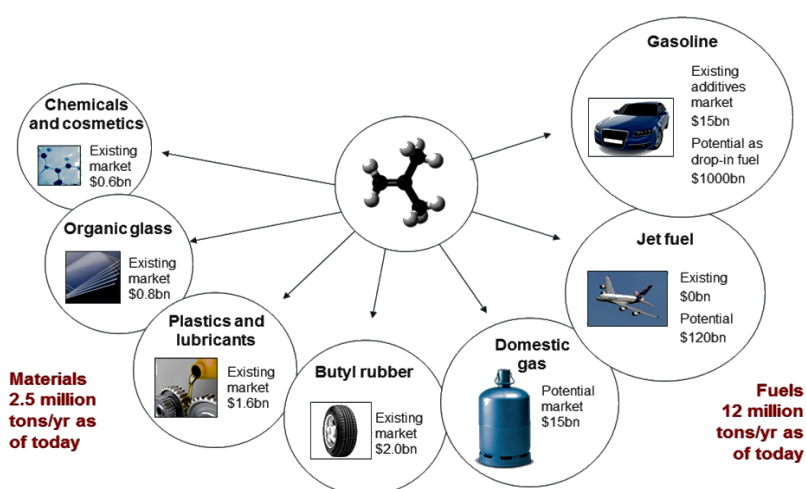 Chemicals
and cosmetics
Existing
market
$0.6bn
Organic glass
Existing
market
$0.8bn
Plastics and
lubricants
Existing
market
$1.6bn
Butyl rubber
Existing
market
$2.0bn
Domestic
gas
Potential
market
$15bn
Jet fuel
Existing
$0bn
Potential
$120bn
Gasoline
Existing
additives
market
$15bn
Potential as
drop-in fuel
$1000bn
Materials
2.5 million
tons/yr as
of today
Fuels
12 million
tons/yr as
of today